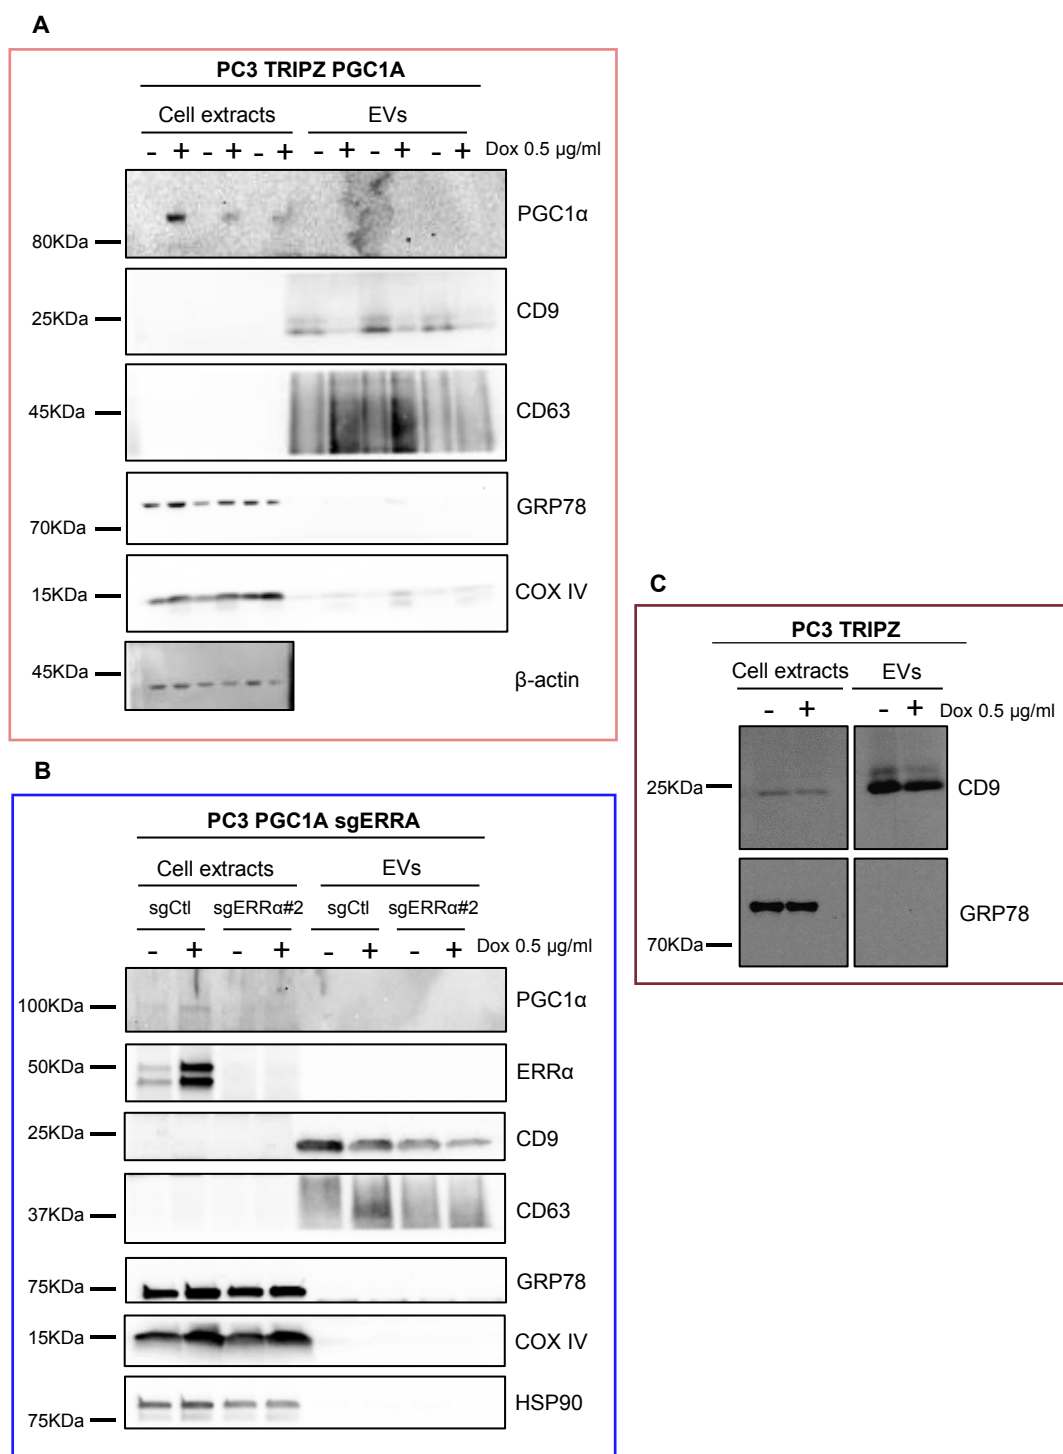 A
PC3 TRIPZ PGC1A
Cell extracts EVs
- + - + - + - + - + - + Dox 0.5 µg/ml
PGC1α
80KDa
25KDa CD9
45KDa CD63
GRP78
70KDa
15KDa COX IV
45KDa β-actin
B
PC3 PGC1A sgERRA
Cell extracts EVs
sgCtl sgERRα#2 sgCtl sgERRα#2
- + - + - + - + Dox 0.5 µg/ml
100KDa PGC1α
50KDa ERRα
25KDa CD9
37KDa CD63
75KDa GRP78
15KDa COX IV
HSP90
75KDa
C
PC3 TRIPZ
Cell extracts EVs
- + - + Dox 0.5 µg/ml
25KDa CD9
GRP78
70KDa